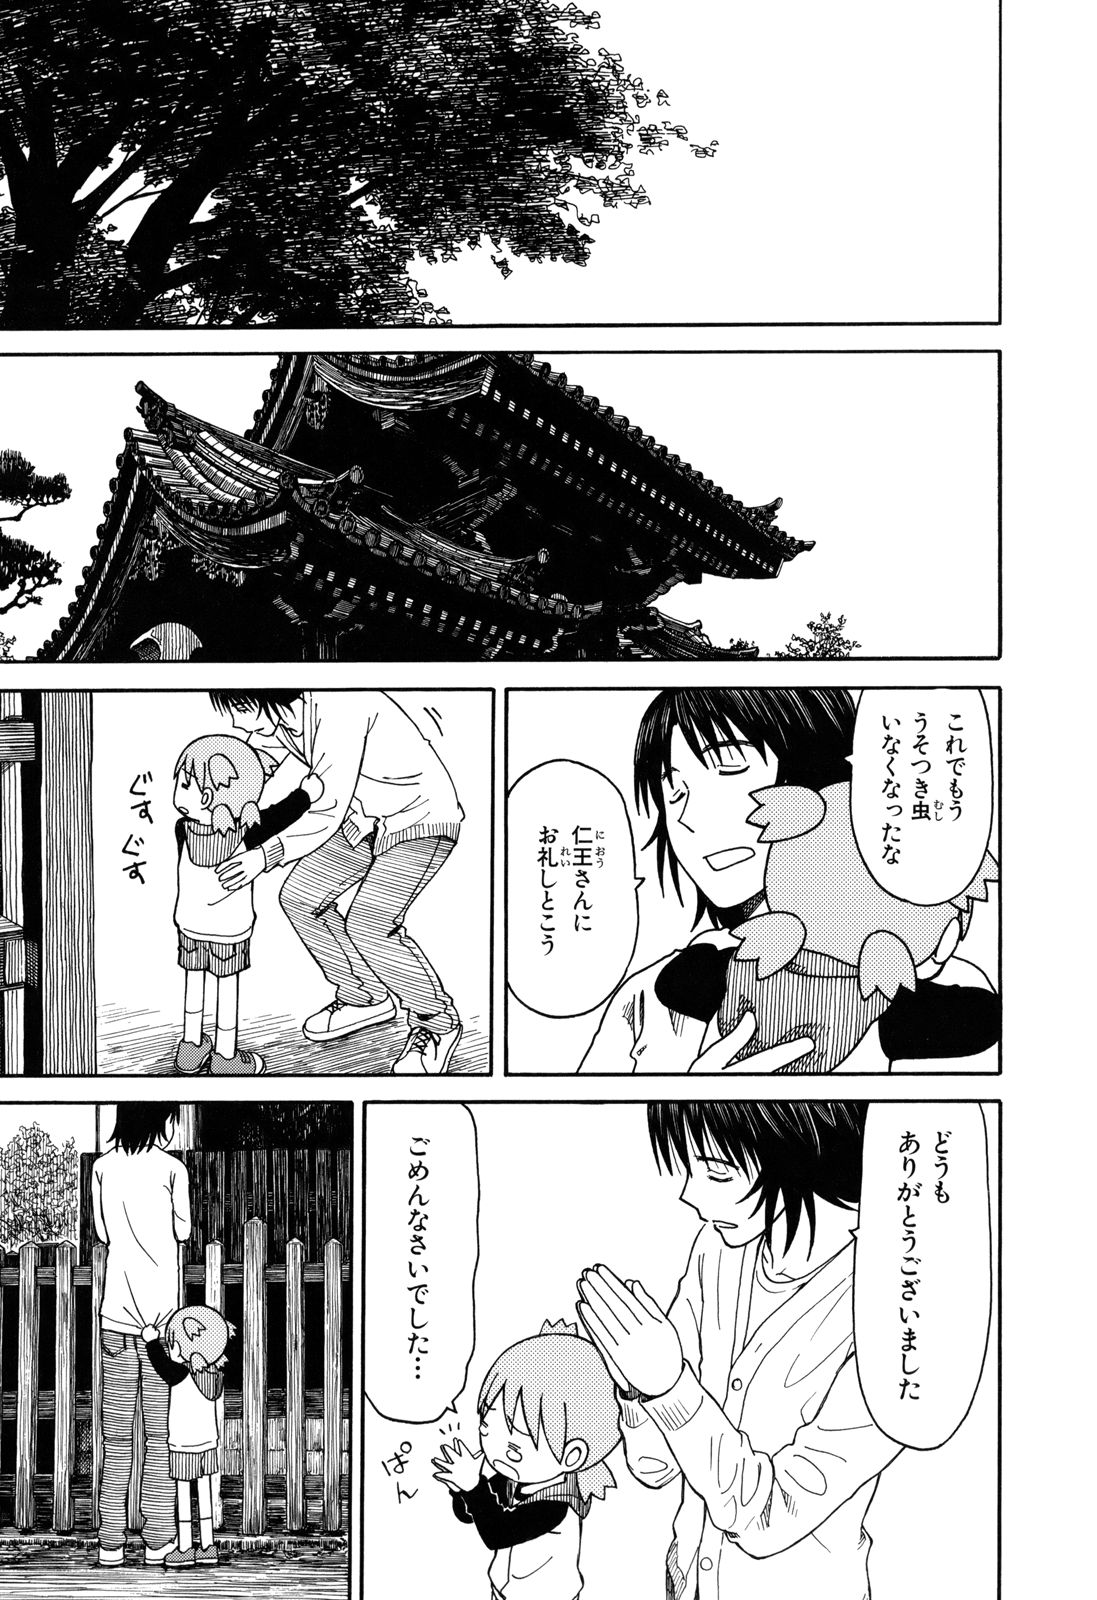 これでもう
うそつき虫
いなくなったな
仁王さんに
お礼しとこう
ぐす
ぐす
どうも
ありがとうございました
ごめんなさいでした…
ぱん